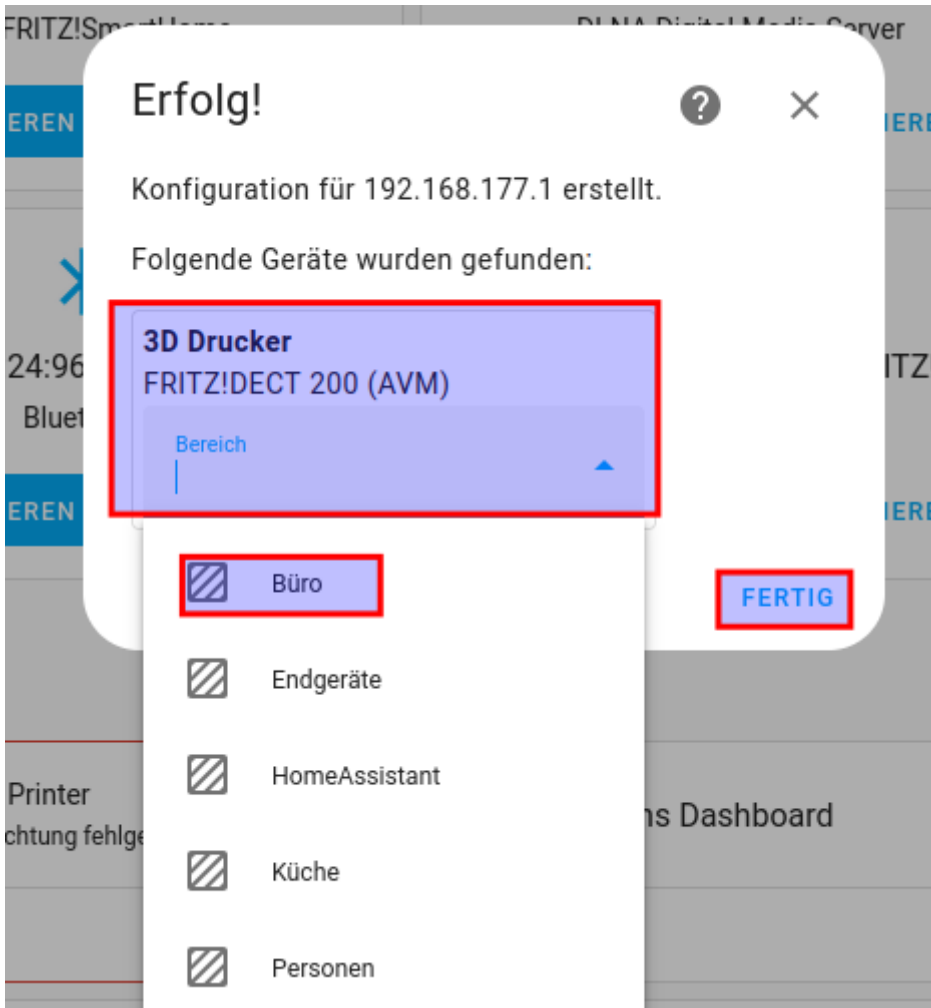 FRITZ!SmartHome
DLNA Digital Media Server
Erfolg!
EREN
IERE
Konfiguration für 192.168.177.1 erstellt.
Folgende Geräte wurden gefunden:
3D Drucker
24:96
FRITZ!DECT 200 (AVM)
ITZ
Bluet
Bereich
EREN
IERE
Büro
FERTIG
Endgeräte
HomeAssistant
Printer
ns Dashboard
chtung fehlge
Küche
Personen